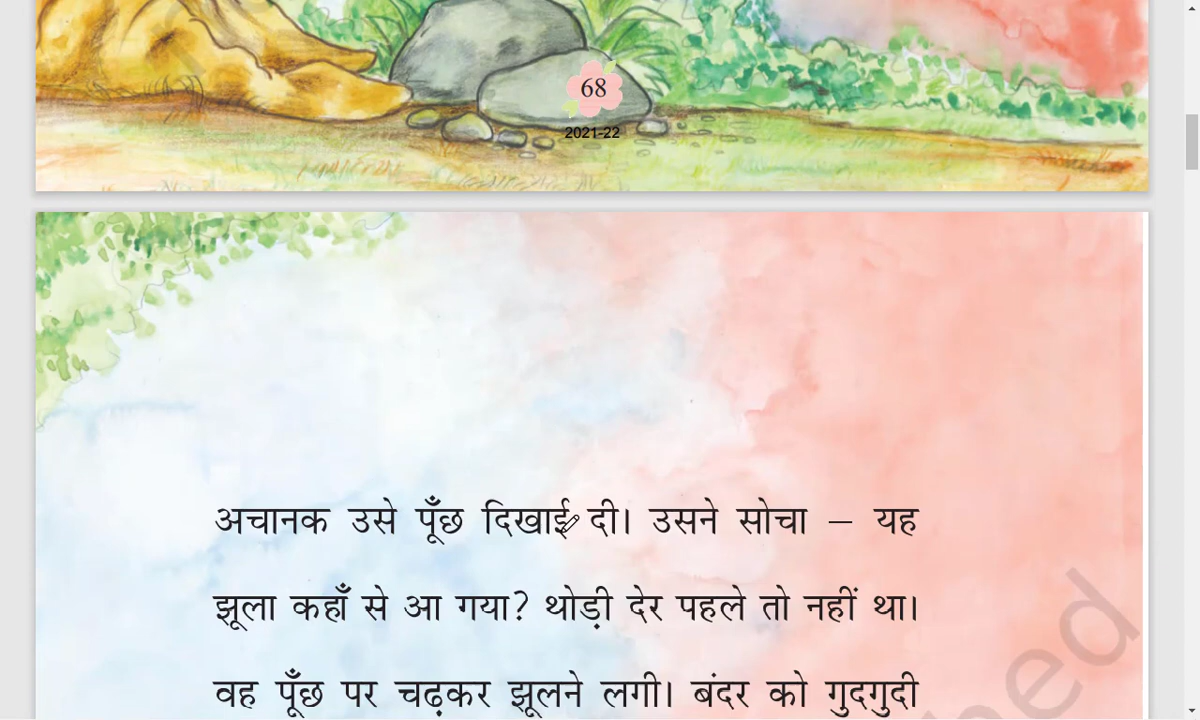 68
2021-22
अचानक उसे पूँछ दिखाई दी। उसने सोचा – यह
झूला कहाँ से आ गया? थोड़ी देर पहले तो नहीं था।
वह पूँछ पर चढ़कर झूलने लगी। बंदर को गुदगुदी